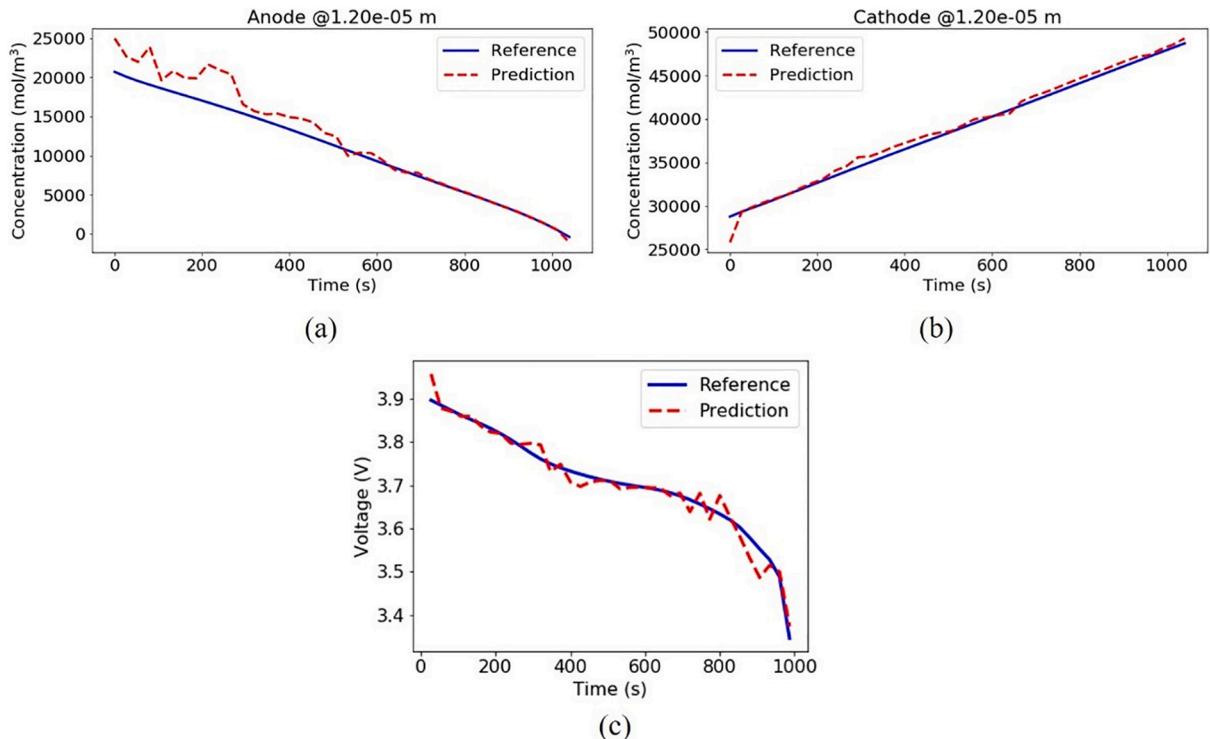 Anode @1.20e-05 m
25000
20000
15000
10000
5000
0
Concentration (mol/m³)
Reference
Prediction
0 200 400 600 800 1000
Time (s)
(a)
Cathode @1.20e-05 m
50000
45000
40000
35000
30000
25000
Concentration (mol/m³)
Reference
Prediction
0 200 400 600 800 1000
Time (s)
(b)
3.9
3.8
3.7
3.6
3.5
3.4
Voltage (V)
Reference
Prediction
0 200 400 600 800 1000
Time (s)
(c)